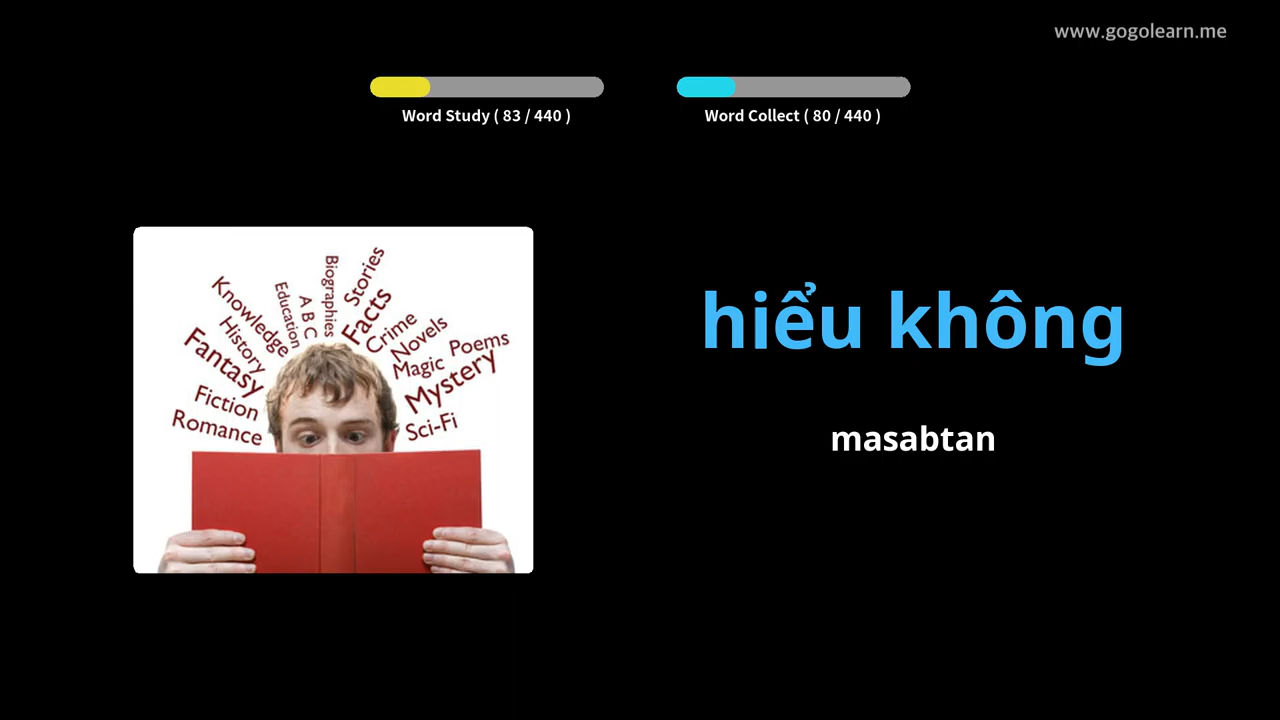 www.gogolearn.me
Word Study ( 83 / 440 )
Word Collect ( 80 / 440 )
Biographies
Stories
Education
A B C
Facts
Knowledge
Crime
History
Novels
Poems
Fantasy
Magic
Mystery
Fiction
Romance
Sci-Fi
hiểu không
masabtan